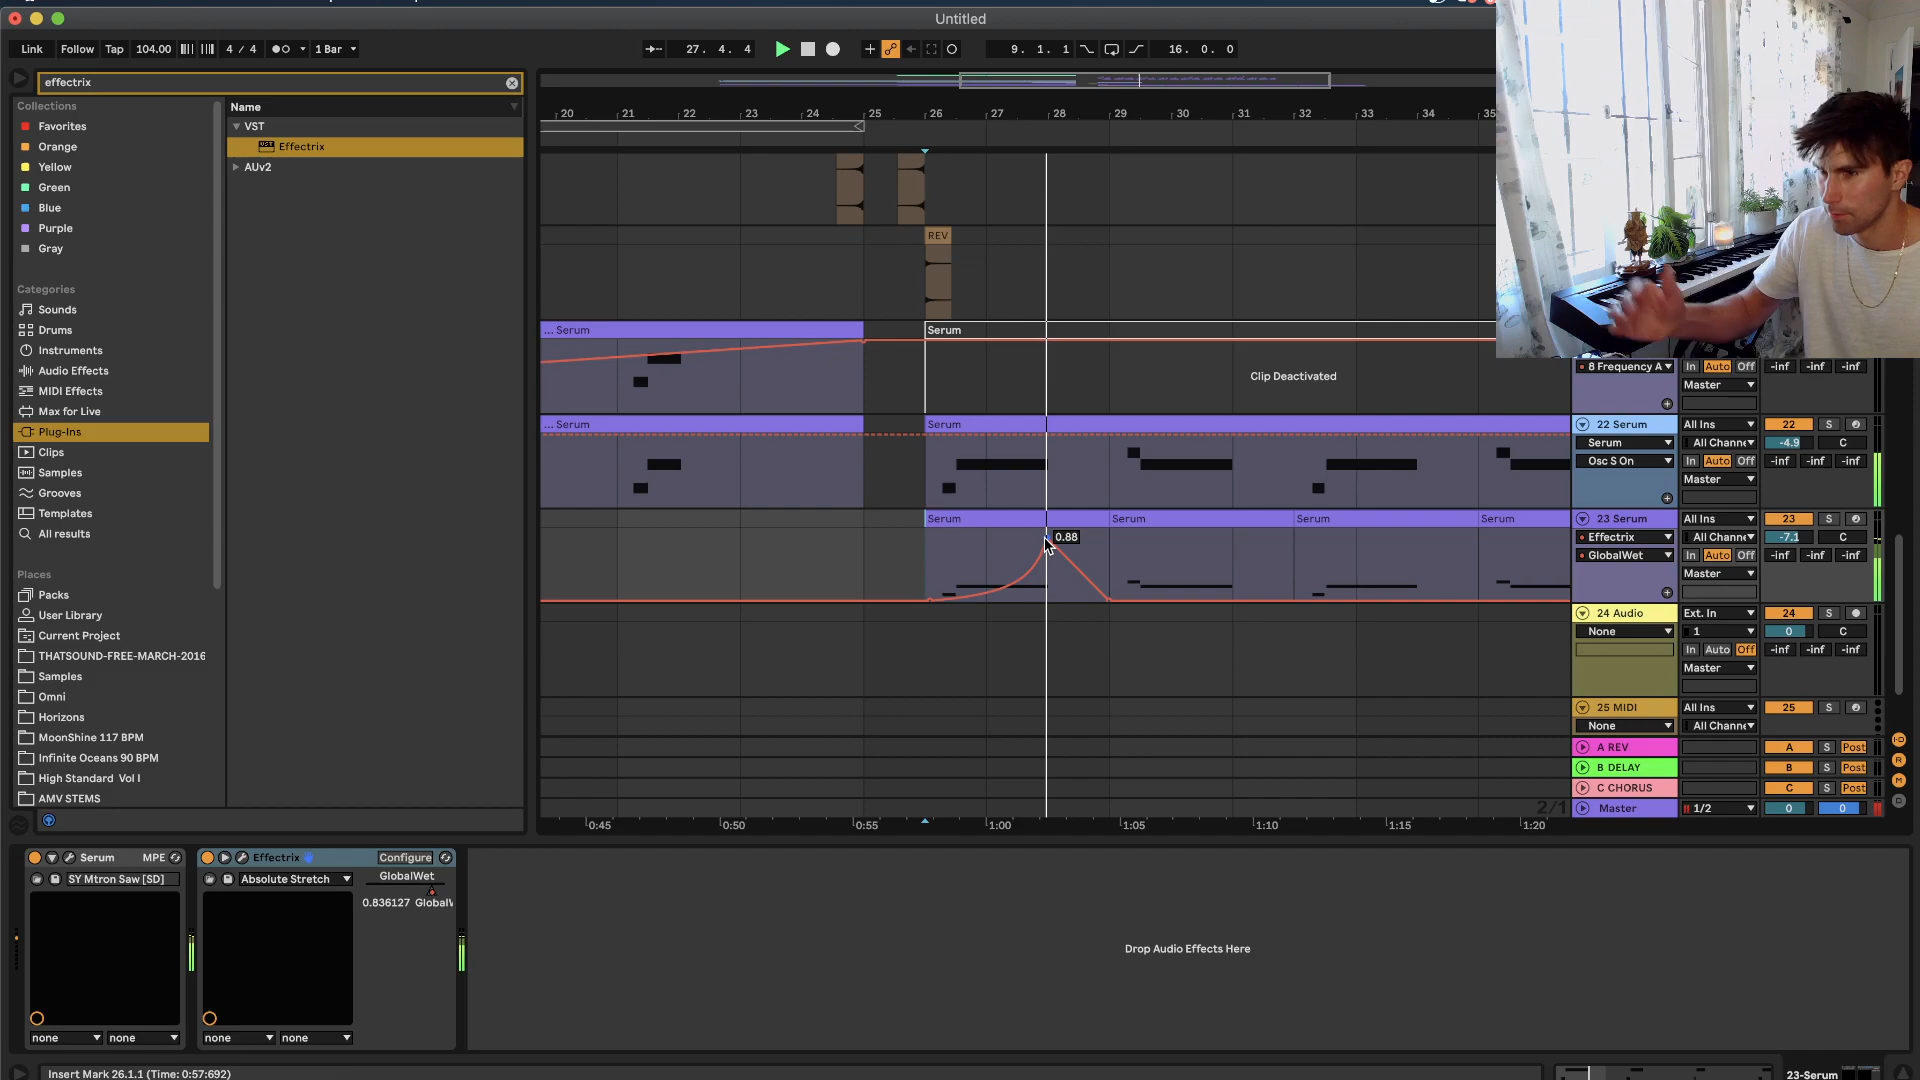 Untitled
Link Follow Tap 104.00 4 / 4 1 Bar 27. 4. 4 9. 1. 1 16. 0. 0
effectrix
Collections
Favorites
Orange
Yellow
Green
Blue
Purple
Gray
Categories
Sounds
Drums
Instruments
Audio Effects
MIDI Effects
Max for Live
Plug-Ins
Clips
Samples
Grooves
Templates
All results
Places
Packs
User Library
Current Project
THATSOUND-FREE-MARCH-2016
Samples
Omni
Horizons
MoonShine 117 BPM
Infinite Oceans 90 BPM
High Standard Vol I
AMV STEMS
Name
VST
Effectrix
AUv2
20 21 22 23 24 25 26 27 28 29 30 31 32 33 34 35
REV
... Serum Serum
Clip Deactivated
... Serum Serum
Serum Serum Serum Serum
0.88
2/1
0:45 0:50 0:55 1:00 1:05 1:10 1:15 1:20
8 Frequency A In Auto Off -inf -inf -inf
Master
22 Serum All Ins 22 S
Serum All Channe -4.9 C
Osc S On In Auto Off -inf -inf -inf
Master
23 Serum All Ins 23 S
Effectrix All Channe -7.1 C
GlobalWet In Auto Off -inf -inf -inf
Master
24 Audio Ext. In 24 S
None 1 0 C
In Auto Off -inf -inf -inf
Master
25 MIDI All Ins 25 S
None All Channe
A REV A S Post
B DELAY B S Post
C CHORUS C S Post
Master 1/2 0 0
I-O
R
M
D
Serum MPE
SY Mtron Saw [SD]
none none
Effectrix Configure
Absolute Stretch
GlobalWet
0.836127 Global
none none
Drop Audio Effects Here
Insert Mark 26.1.1 (Time: 0:57:692)
23-Serum